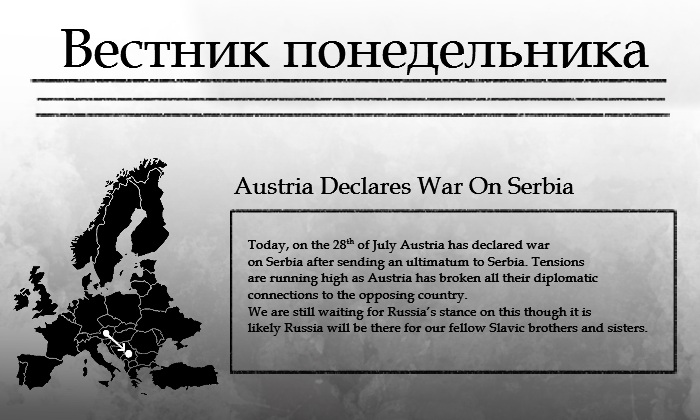 Вестник понедельника
Austria Declares War On Serbia
Today, on the 28th of July Austria has declared war
on Serbia after sending an ultimatum to Serbia. Tensions
are running high as Austria has broken all their diplomatic
connections to the opposing country.
We are still waiting for Russia's stance on this though it is
likely Russia will be there for our fellow Slavic brothers and sisters.